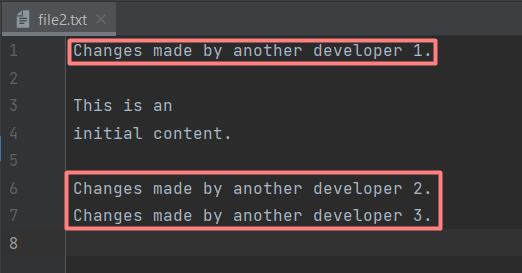 file2.txt
1 Changes made by another developer 1.
2
3 This is an
4 initial content.
5
6 Changes made by another developer 2.
7 Changes made by another developer 3.
8